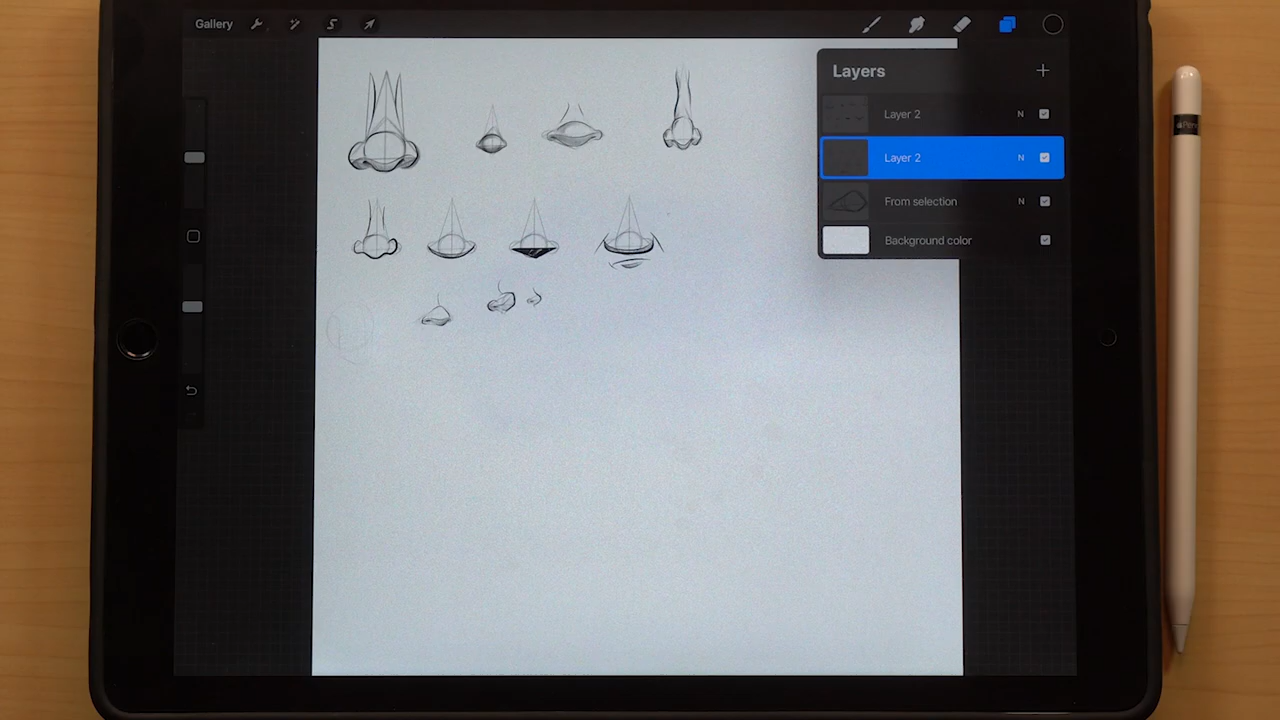 Gallery
Layers
Layer 2 N
Layer 2 N
From selection N
Background color